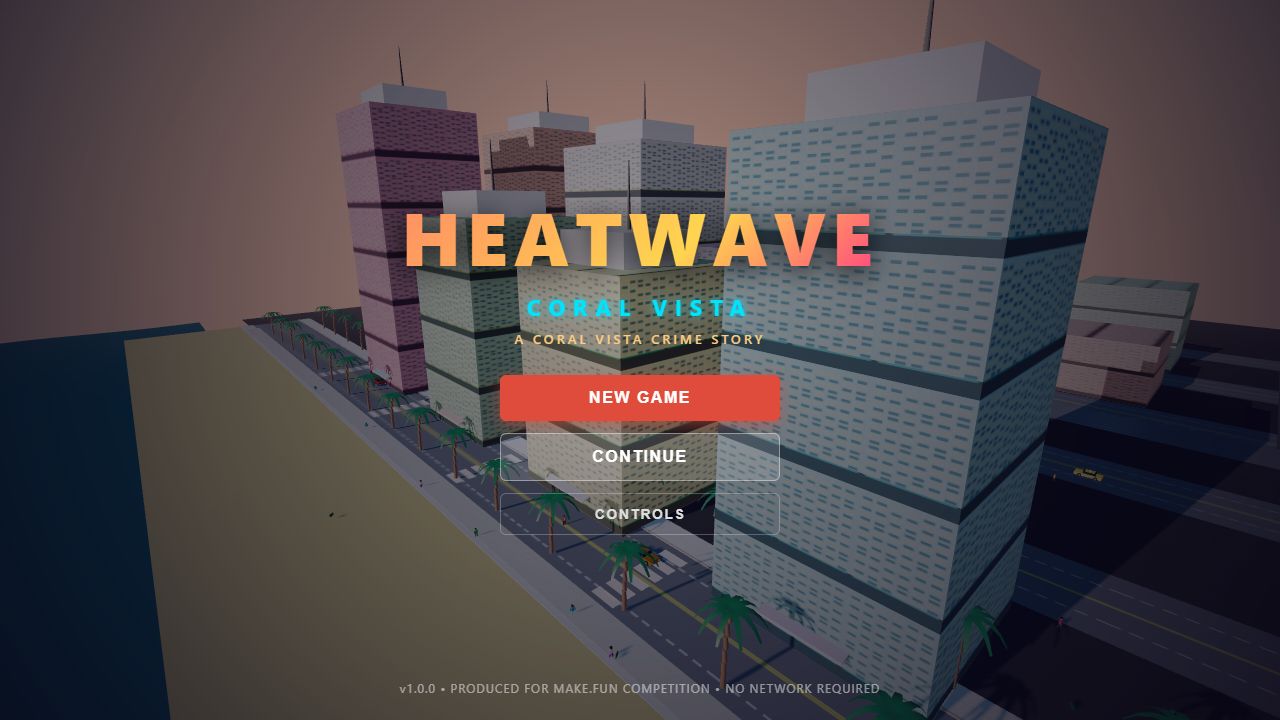 HEATWAVE
CORAL VISTA
A CORAL VISTA CRIME STORY
NEW GAME
CONTINUE
CONTROLS
v1.0.0 • PRODUCED FOR MAKE.FUN COMPETITION • NO NETWORK REQUIRED